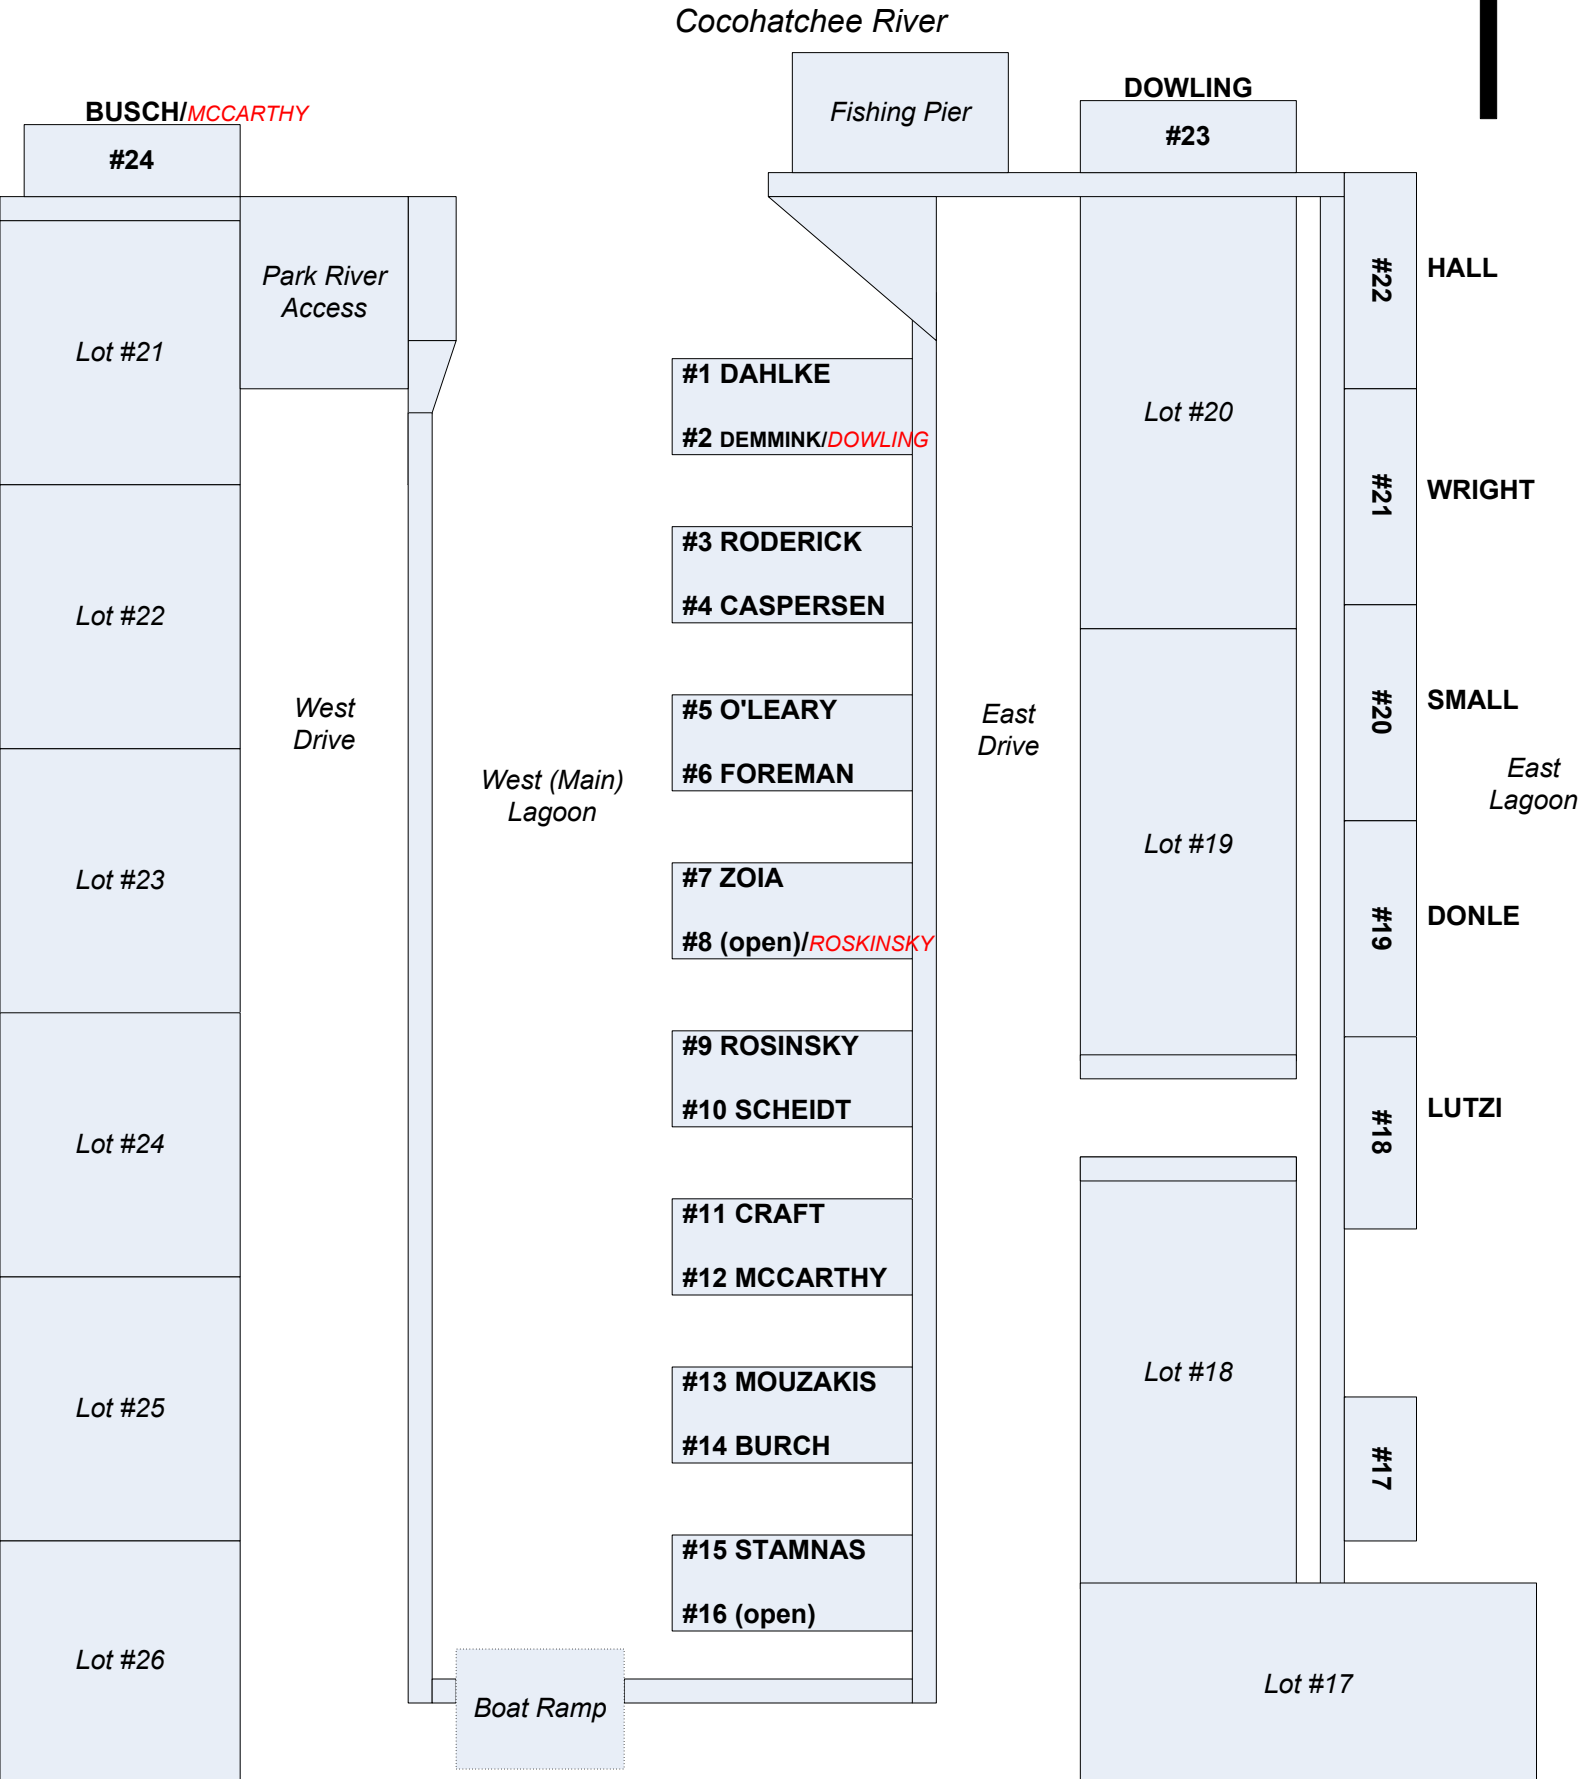 Cocohatchee River
BUSCH/MCCARTHY
#24
Fishing Pier
DOWLING
#23
Park River
Access
Lot #21
Lot #22
Lot #23
Lot #24
Lot #25
Lot #26
West
Drive
West (Main)
Lagoon
#1 DAHLKE
#2 DEMMINK/DOWLING
#3 RODERICK
#4 CASPERSEN
#5 O'LEARY
#6 FOREMAN
#7 ZOIA
#8 (open)/ROSKINSKY
#9 ROSINSKY
#10 SCHEIDT
#11 CRAFT
#12 MCCARTHY
#13 MOUZAKIS
#14 BURCH
#15 STAMNAS
#16 (open)
Boat Ramp
East
Drive
Lot #20
Lot #19
Lot #18
Lot #17
#22
HALL
#21
WRIGHT
#20
SMALL
East
Lagoon
#19
DONLE
#18
LUTZI
#17